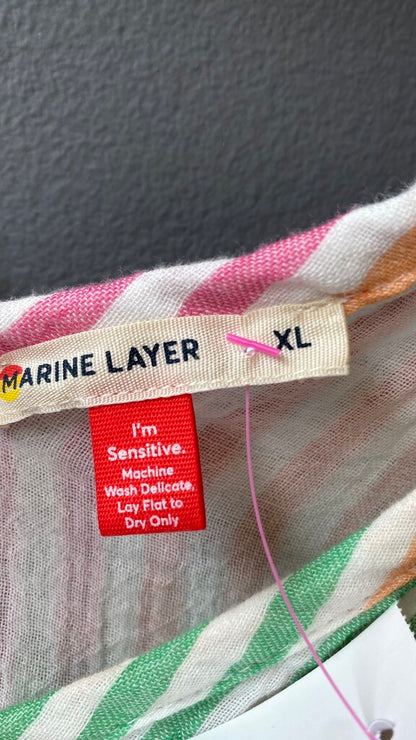 MARINE LAYER XL
I'm
Sensitive.
Machine
Wash Delicate,
Lay Flat to
Dry Only